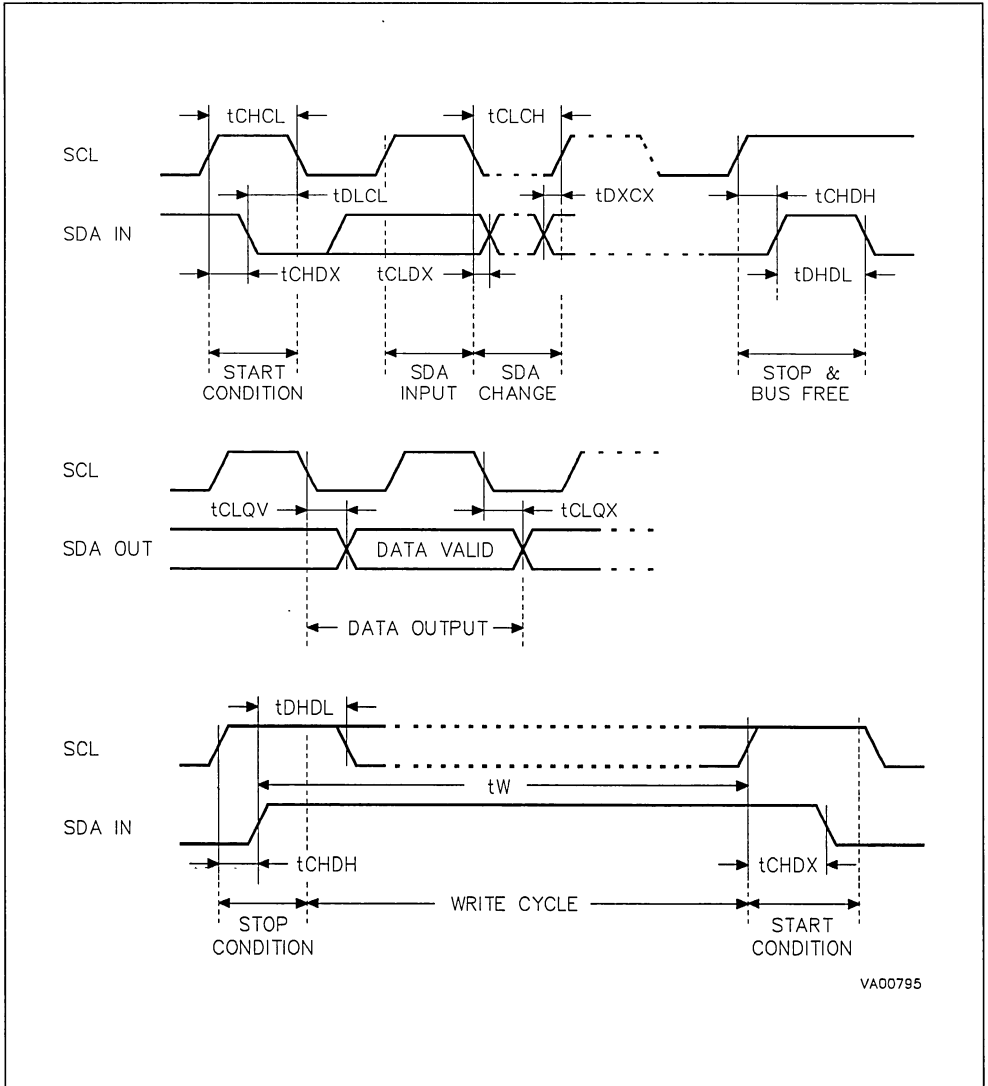 tCHCL
tCLCH
SCL
tDLCL
tDXCX
tCHDH
SDA IN
tCHDX
tCLDX
tDHDL
START
CONDITION
SDA
INPUT
SDA
CHANGE
STOP &
BUS FREE
SCL
tCLQV
tCLQX
SDA OUT
DATA VALID
DATA OUTPUT
tDHDL
SCL
tW
SDA IN
tCHDH
tCHDX
WRITE CYCLE
STOP
CONDITION
START
CONDITION
VA00795